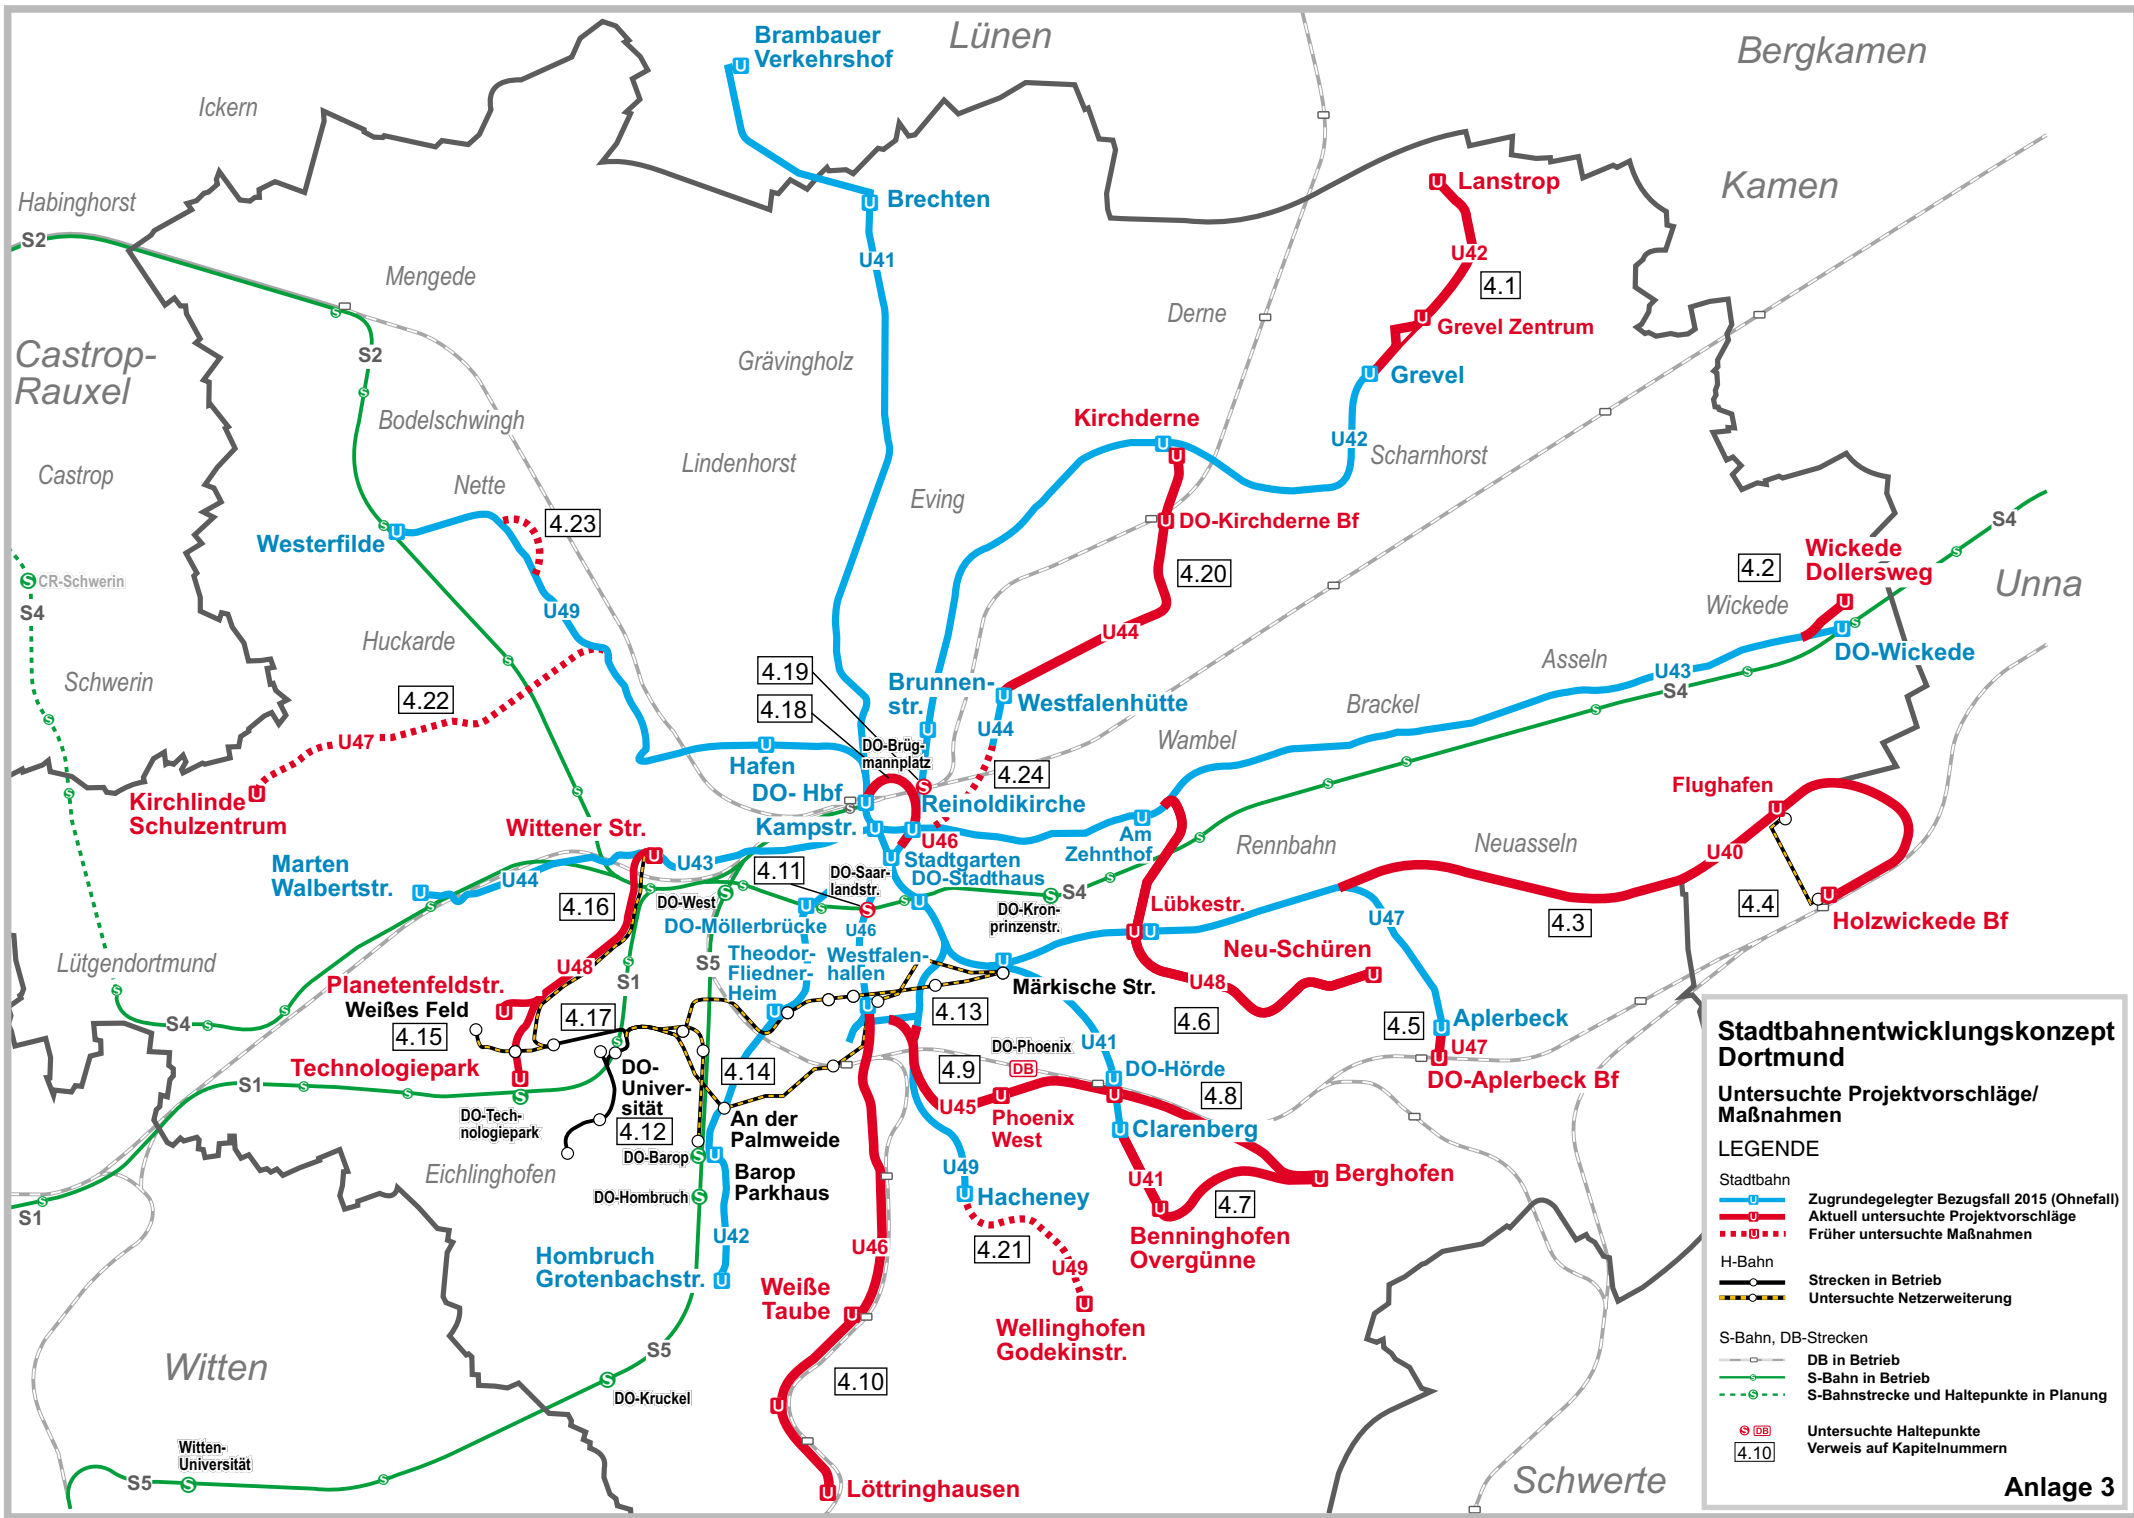 Brambauer
Verkehrshof
Lünen
Bergkamen
Ickern
Kamen
Lanstrop
Habinghorst
S2
Brechten
U41
U42
4.1
Mengede
Derne
Grevel Zentrum
S2
Castrop-
Rauxel
Grävingholz
Grevel
Bodelschwingh
Kirchderne
U42
Scharnhorst
Castrop
Lindenhorst
Nette
Eving
4.23
DO-Kirchderne Bf
S4
Westerfilde
Wickede
Dollersweg
4.2
4.20
Unna
CR-Schwerin
S4
U49
Wickede
Huckarde
U44
Asseln
DO-Wickede
4.19
U43
S4
Schwerin
4.22
Brunnen-
str.
Westfalenhütte
4.18
Brackel
U44
U47
DO-Brüg-
mannplatz
Wambel
Hafen
4.24
Flughafen
DO- Hbf
Reinoldikirche
Kirchlinde
Schulzentrum
Wittener Str.
Kampstr.
U46
Am
Zehnthof
Rennbahn
Neuasseln
U40
U43
Stadtgarten
DO-Stadthaus
Marten
Walbertstr.
U44
4.11
DO-Saar-
landstr.
S4
4.16
DO-West
DO-Kron-
prinzenstr.
Lübkestr.
4.4
4.3
Holzwickede Bf
DO-Möllerbrücke
U46
U47
Neu-Schüren
Lütgendortmund
U48
S5
S1
Theodor-
Fliedner-
Heim
Westfalen-
hallen
Planetenfeldstr.
Weißes Feld
Märkische Str.
U48
4.13
4.6
4.5
Aplerbeck
S4
4.15
4.17
U41
DO-Phoenix
DB
U47
DO-Aplerbeck Bf
Technologiepark
DO-
Univer-
sität
4.14
4.9
DO-Hörde
4.8
S1
U45
Phoenix
West
DO-Tech-
nologiepark
4.12
An der
Palmweide
Clarenberg
DO-Barop
Barop
Parkhaus
U49
U41
Berghofen
Eichlinghofen
DO-Hombruch
Hacheney
4.7
S1
U42
U46
4.21
Benninghofen
Overgünne
Hombruch
Grotenbachstr.
U49
Weiße
Taube
Wellinghofen
Godekinstr.
S5
Witten
4.10
DO-Kruckel
Witten-
Universität
S5
Löttringhausen
Schwerte
Stadtbahnentwicklungskonzept
Dortmund
Untersuchte Projektvorschläge/
Maßnahmen
LEGENDE
Stadtbahn
Zugrundegelegter Bezugsfall 2015 (Ohnefall)
Aktuell untersuchte Projektvorschläge
Früher untersuchte Maßnahmen
H-Bahn
Strecken in Betrieb
Untersuchte Netzerweiterung
S-Bahn, DB-Strecken
DB in Betrieb
S-Bahn in Betrieb
S-Bahnstrecke und Haltepunkte in Planung
S DB Untersuchte Haltepunkte
4.10 Verweis auf Kapitelnummern
Anlage 3